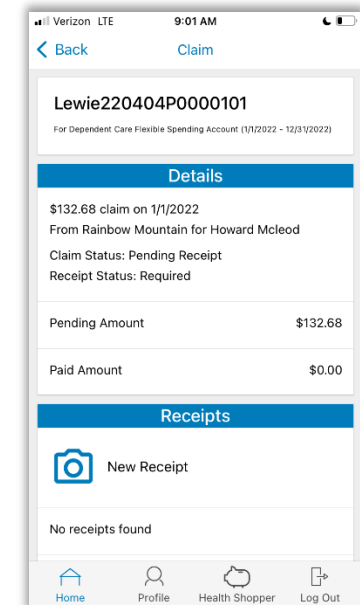 Verizon LTE 9:01 AM
Back Claim
Lewie220404P0000101
For Dependent Care Flexible Spending Account (1/1/2022 - 12/31/2022)
Details
$132.68 claim on 1/1/2022
From Rainbow Mountain for Howard Mcleod
Claim Status: Pending Receipt
Receipt Status: Required
Pending Amount $132.68
Paid Amount $0.00
Receipts
New Receipt
No receipts found
Home Profile Health Shopper Log Out